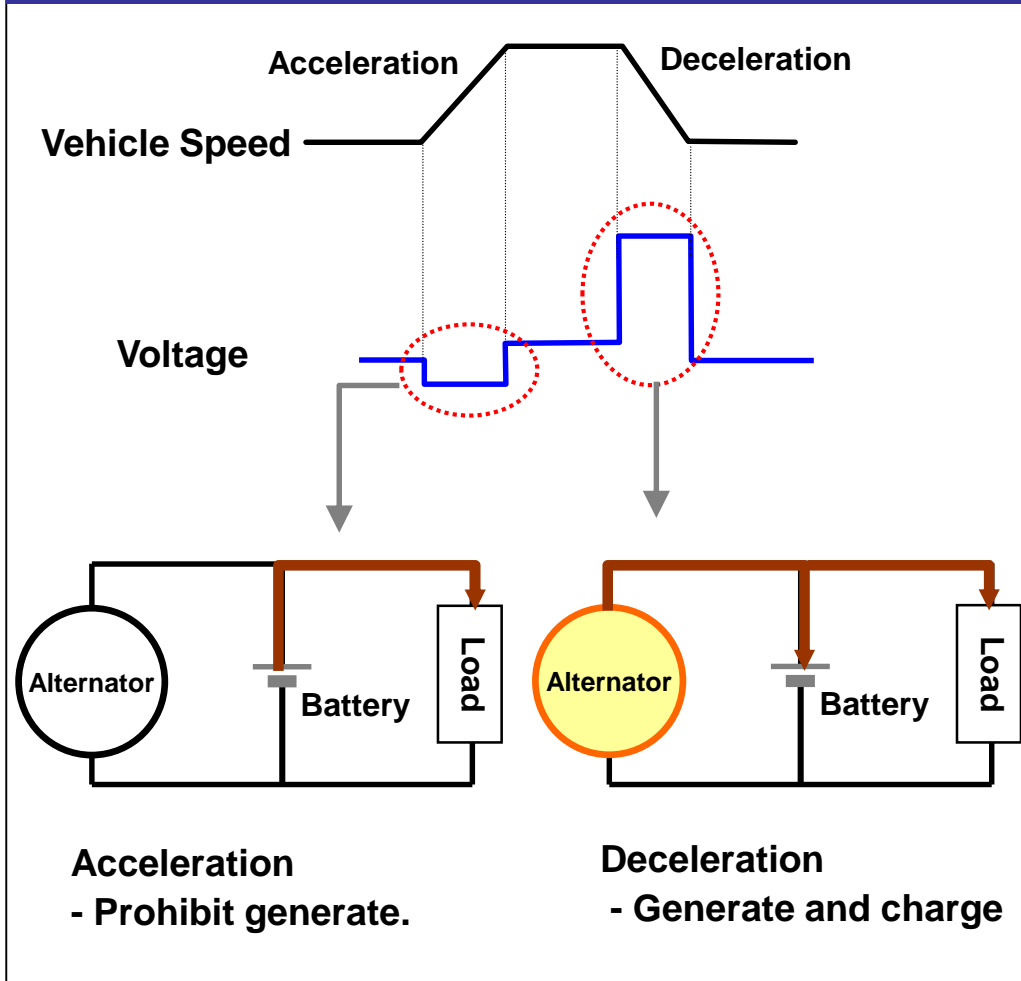 Acceleration
Deceleration
Vehicle Speed
Voltage
Alternator
Battery
Load
Alternator
Battery
Load
Acceleration
- Prohibit generate.
Deceleration
- Generate and charge